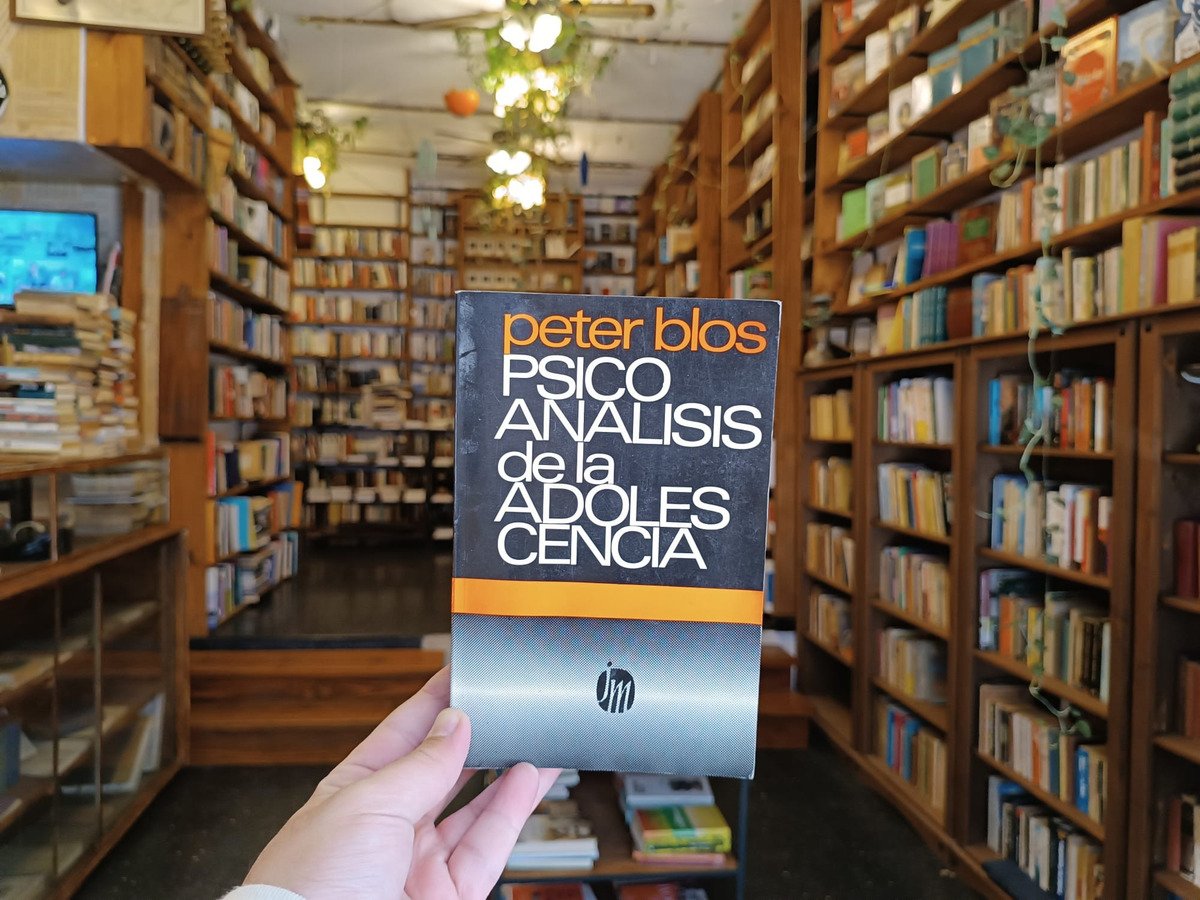 peter blos
PSICO
ANALISIS
de la
ADOLES
CENCIA
jm